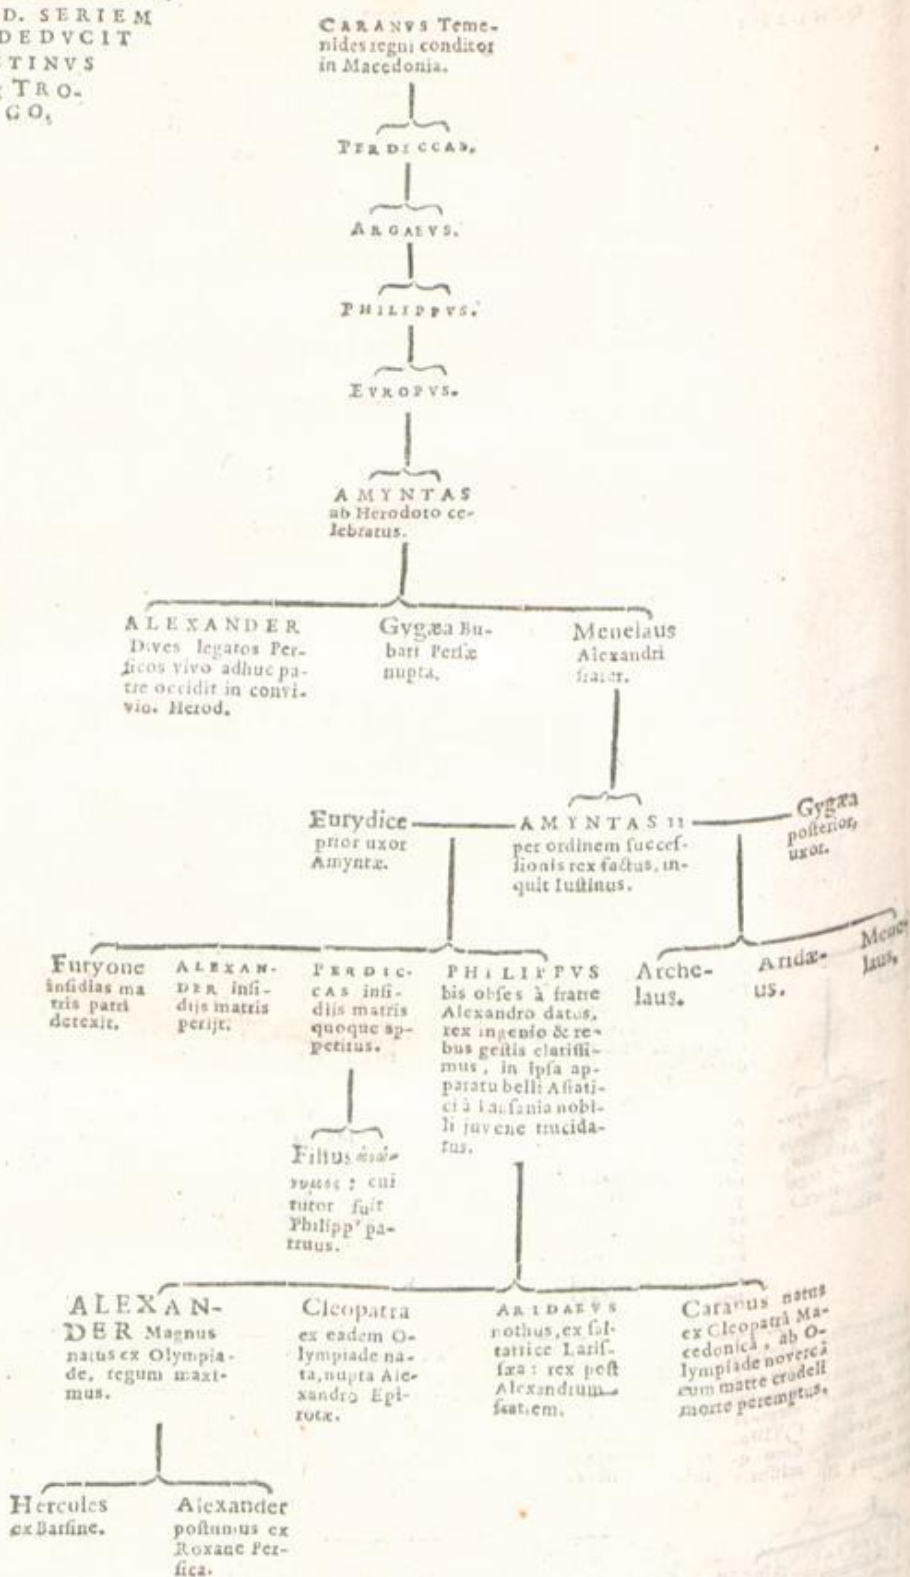 D. SERIEM
DEDVCIT
TINVS
TRO-
GO,
CARANVS Teme-
nides regni conditor
in Macedonia.
PERDICCAS.
ARGAEVS.
PHILIPPVS.
EVROPVS.
AMYNTAS
ab Herodoto ce-
lebratus.
ALEXANDER
Dives legatos Per-
ſicos vivo adhuc pa-
tre occidit in convi-
vio. Herod.
Gygæa Bu-
bari Perſæ
nupta.
Menelaus
Alexandri
frater.
Eurydice
prior uxor
Amyntæ.
AMYNTAS II
per ordinem ſucceſ-
ſionis rex factus, in-
quit Iuſtinus.
Gygæa
poſterior,
uxor.
Euryone
inſidias ma
tris patri
detexit.
ALEXAN-
DER inſi-
dijs matris
perijt.
PERDIC-
CAS inſi-
diis matris
quoque ap-
petitus.
PHILIPPVS
bis obſes à fratre
Alexandro datus,
rex ingenio & re-
bus geſtis clariſſi-
mus, in ipſa ap-
paratu belli Aſiati-
ci à Pauſania nobi-
li juvene trucida-
tus.
Arche-
laus.
Aridæ-
us.
Mene-
laus.
Filius
; cui
tutor fuit
Philipp' pa-
truus.
ALEXAN-
DER Magnus
natus ex Olympia-
de, regum maxi-
mus.
Cleopatra
ex eadem O-
lympiade na-
ta, nupta Ale-
xandro Epi-
rotæ.
ARIDAEVS
nothus, ex ſal-
tatrice Lariſ-
ſæa: rex poſt
Alexandrum
fratrem.
Caranus natus
ex Cleopatrâ Ma-
cedonicâ, ab O-
lympiade novercâ
cum matre crudeli
morte peremptus.
Hercules
ex Barſine.
Alexander
poſtumus ex
Roxane Per-
ſica.